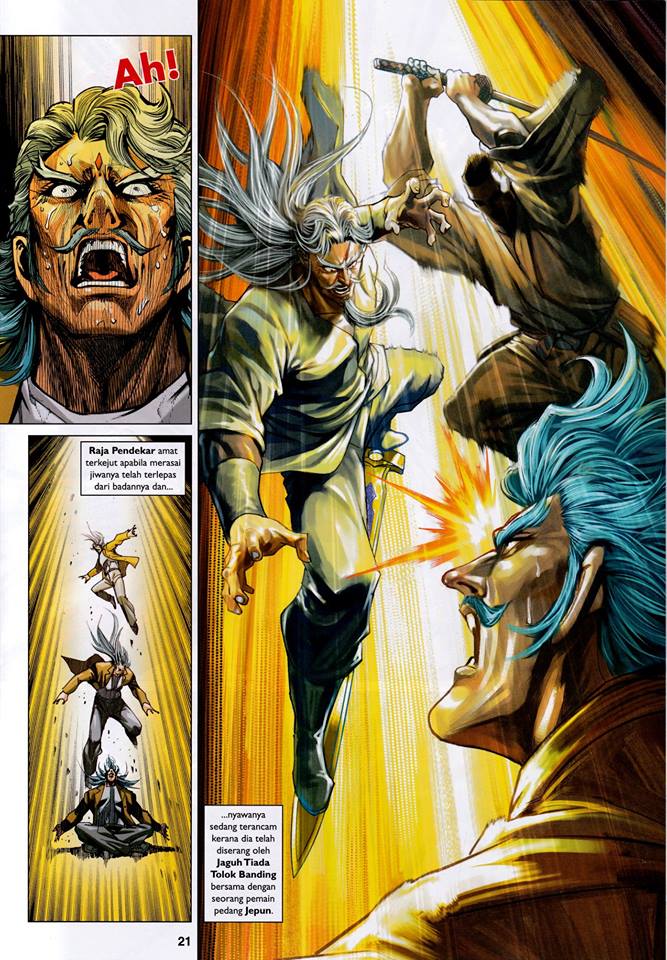 Ah!
Raja Pendekar amat
terkejut apabila merasai
jiwanya telah terlepas
dari badannya dan...
...nyawanya
sedang terancam
kerana dia telah
diserang oleh
Jaguh Tiada
Tolok Banding
bersama dengan
seorang pemain
pedang Jepun.
21